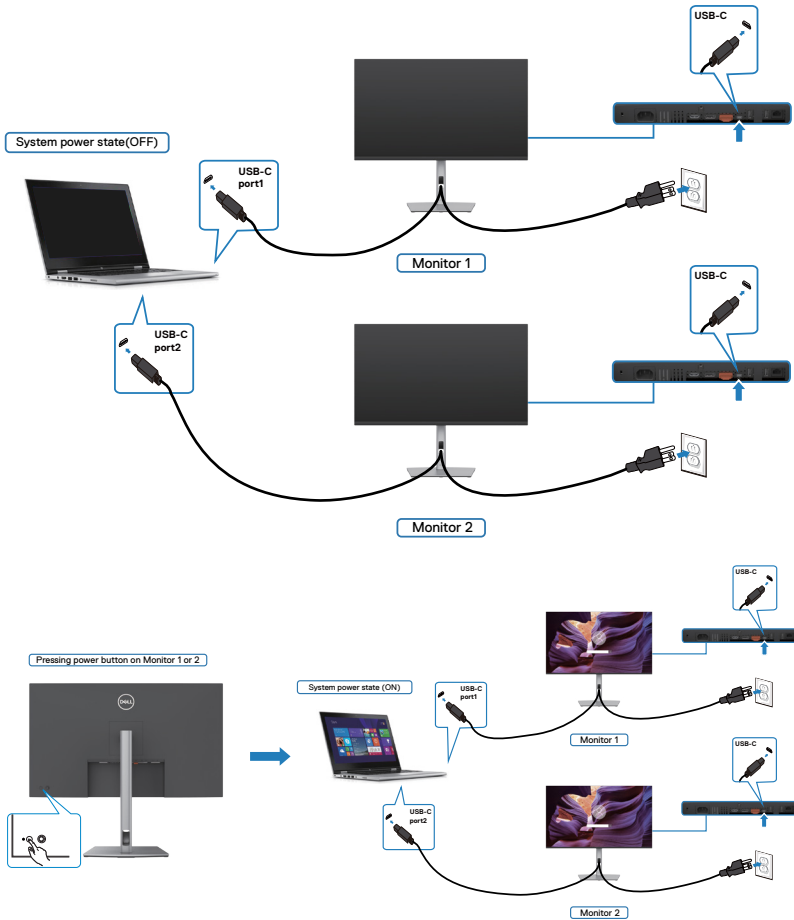 USB-C
System power state(OFF)
USB-C
port1
Monitor 1
USB-C
USB-C
port2
Monitor 2
USB-C
Pressing power button on Monitor 1 or 2
System power state (ON)
USB-C
port1
DELL
Monitor 1
USB-C
USB-C
port2
Monitor 2